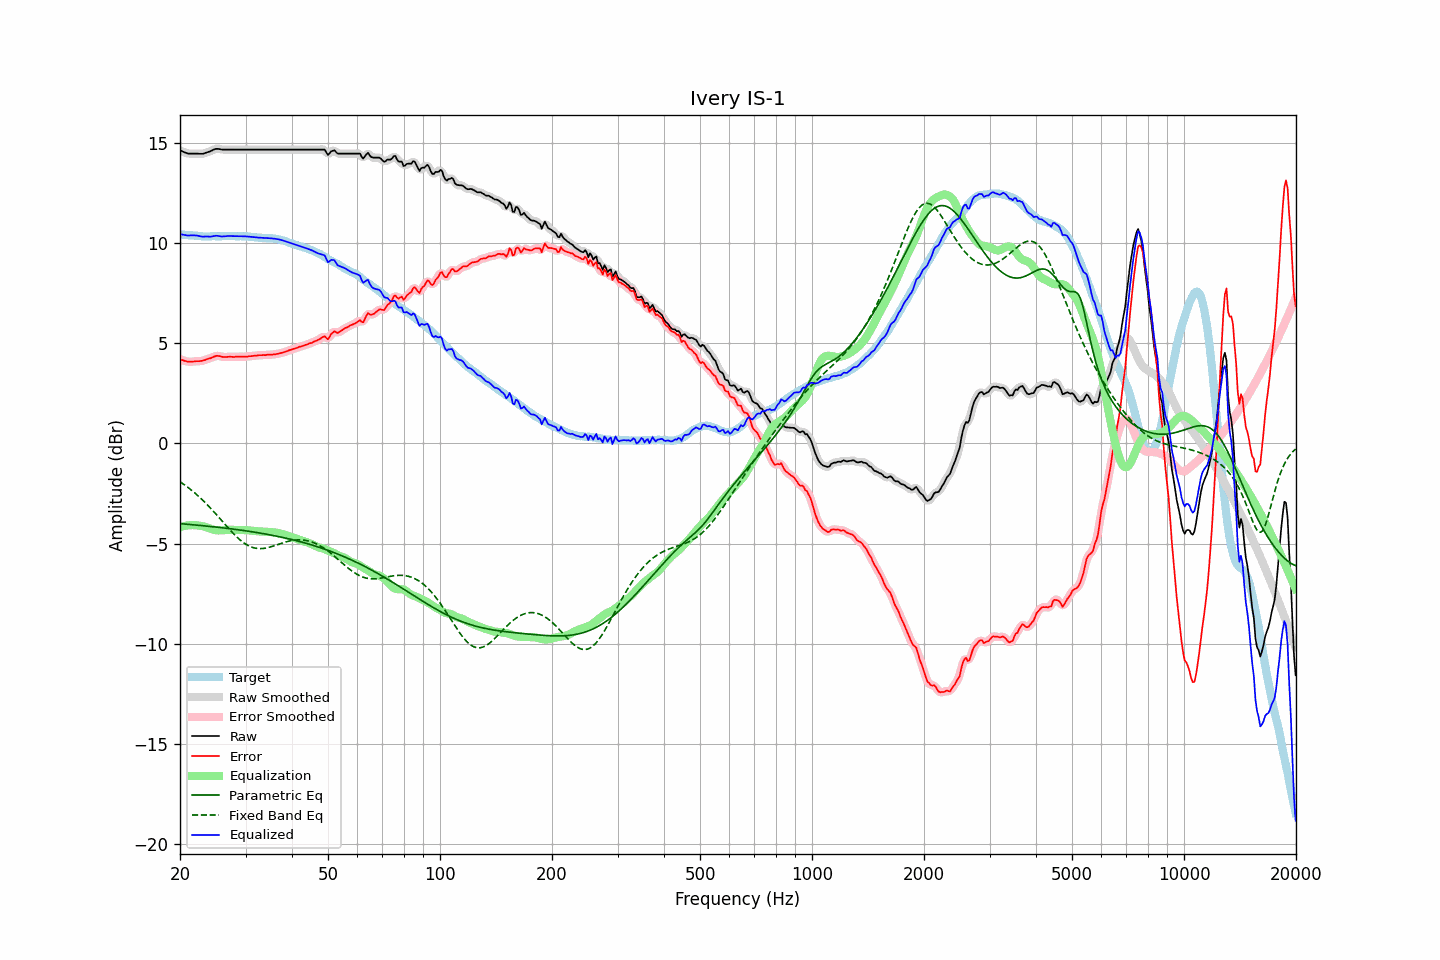 Ivery IS-1
Amplitude (dBr)
15
10
5
0
−5
−10
−15
−20
Target
Raw Smoothed
Error Smoothed
Raw
Error
Equalization
Parametric Eq
Fixed Band Eq
Equalized
20
50
100
200
500
1000
2000
5000
10000
20000
Frequency (Hz)